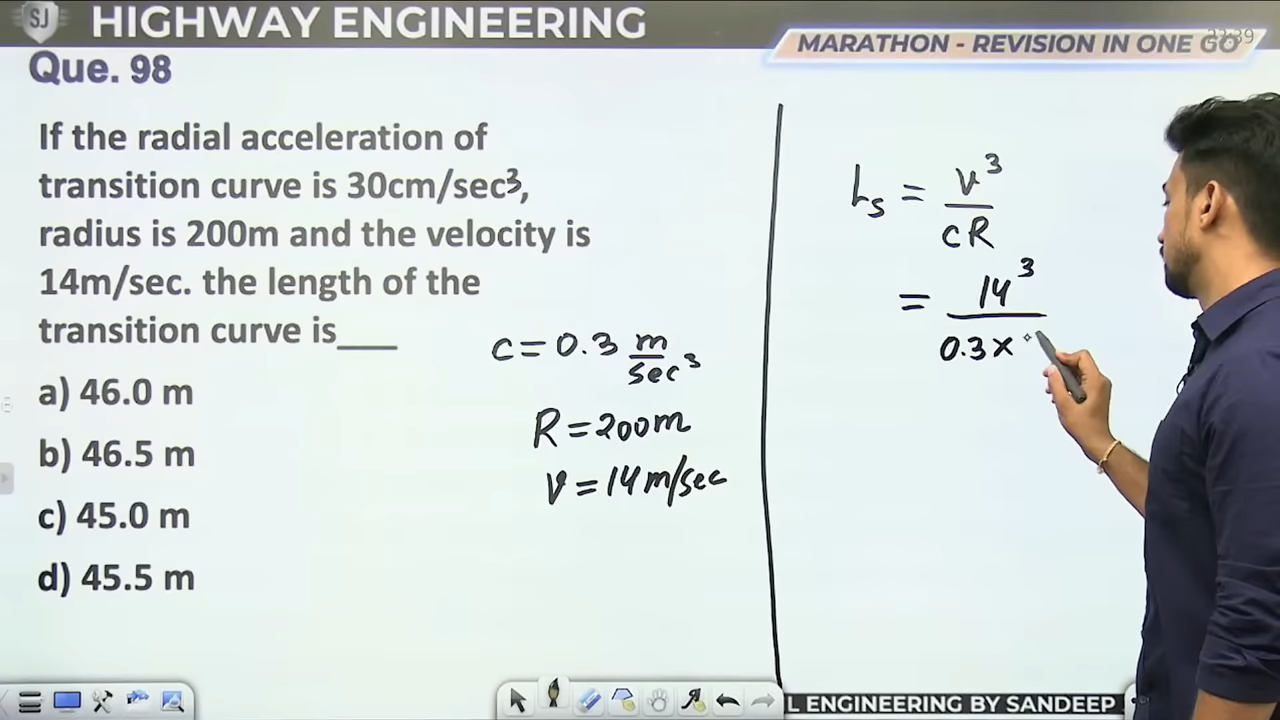 SJ
HIGHWAY ENGINEERING
MARATHON - REVISION IN ONE GO
Que. 98
If the radial acceleration of
transition curve is 30cm/sec³,
radius is 200m and the velocity is
14m/sec. the length of the
transition curve is____
a) 46.0 m
b) 46.5 m
c) 45.0 m
d) 45.5 m
c = 0.3 m/sec³
R = 200m
v = 14m/sec
Ls = v³/cR
= 14³/0.3×
L ENGINEERING BY SANDEEP